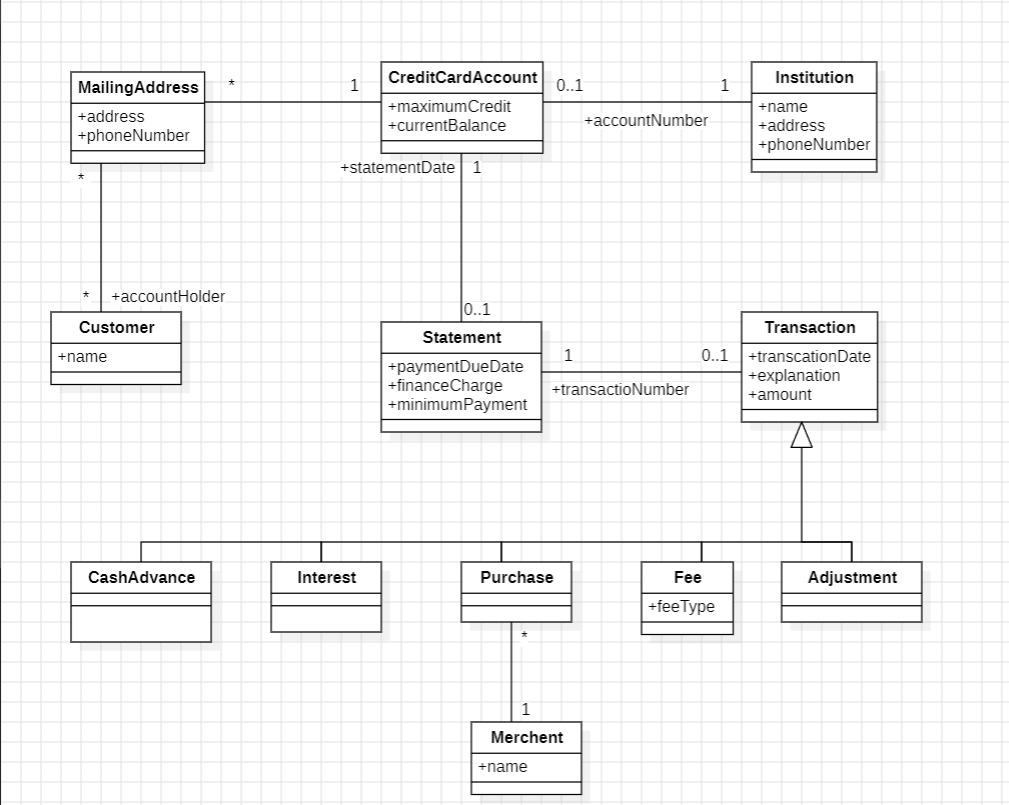 MailingAddress
+address
+phoneNumber
*
1
CreditCardAccount
+maximumCredit
+currentBalance
0..1
1
+accountNumber
Institution
+name
+address
+phoneNumber
*
+statementDate
1
*
+accountHolder
Customer
+name
0..1
Statement
+paymentDueDate
+financeCharge
+minimumPayment
1
0..1
+transactioNumber
Transaction
+transcationDate
+explanation
+amount
CashAdvance
Interest
Purchase
Fee
+feeType
Adjustment
*
1
Merchent
+name